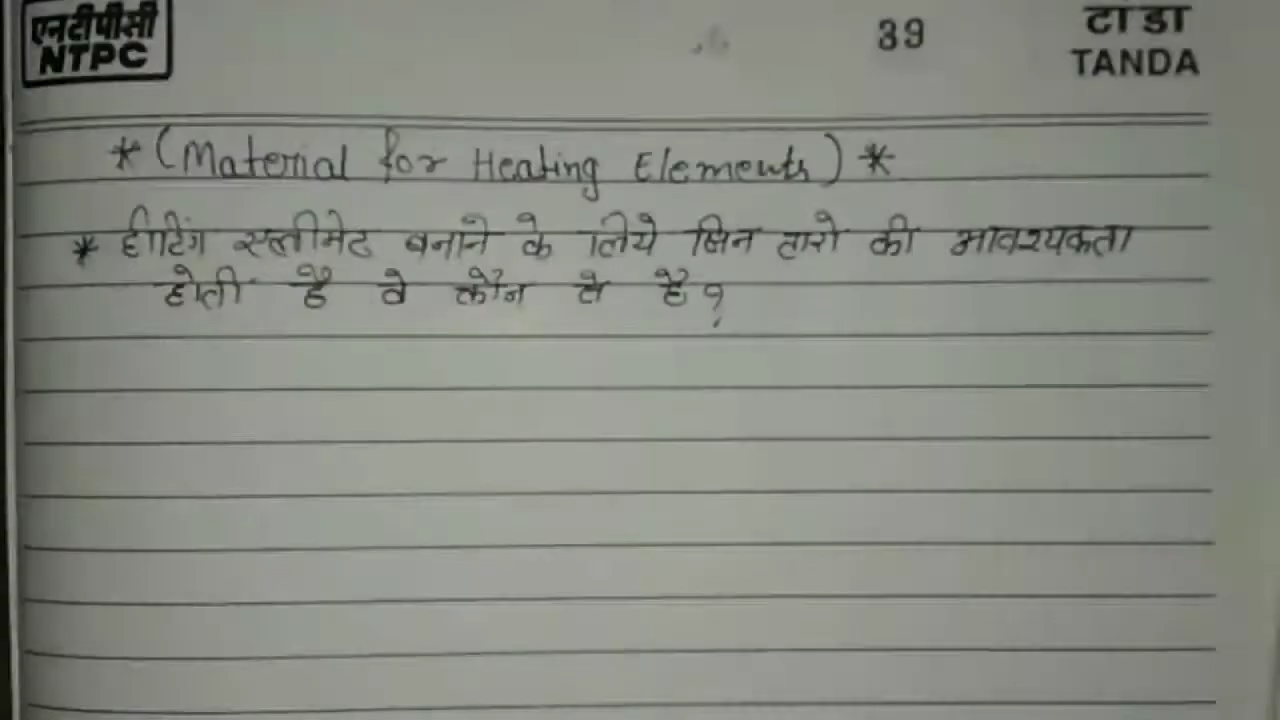 एनटीपीसी
NTPC
39
टांडा
TANDA
* (Material for Heating Elements) *
* हीटिंग एलीमेंट बनाने के लिये जिन तारो की आवश्यकता
होती है वे कौन से है?